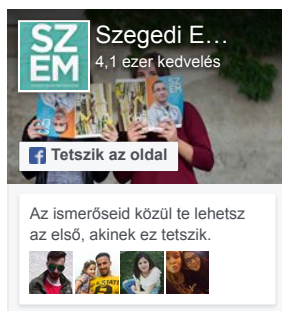 SZ
EM
Szegedi E...
4,1 ezer kedvelés
Tetszik az oldal
Az ismerőseid közül te lehetsz
az első, akinek ez tetszik.